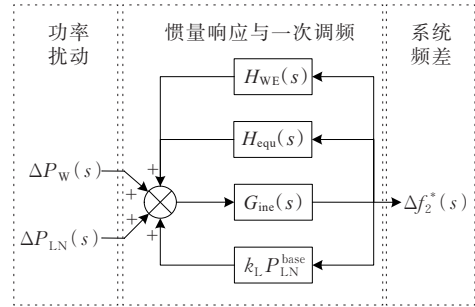 功率
扰动
惯量响应与一次调频
系统
频差
H_WE(s)
H_equ(s)
+
ΔP_W(s)
+
G_ine(s)
Δf_2^*(s)
ΔP_LN(s)
+
+
k_L P_LN^base